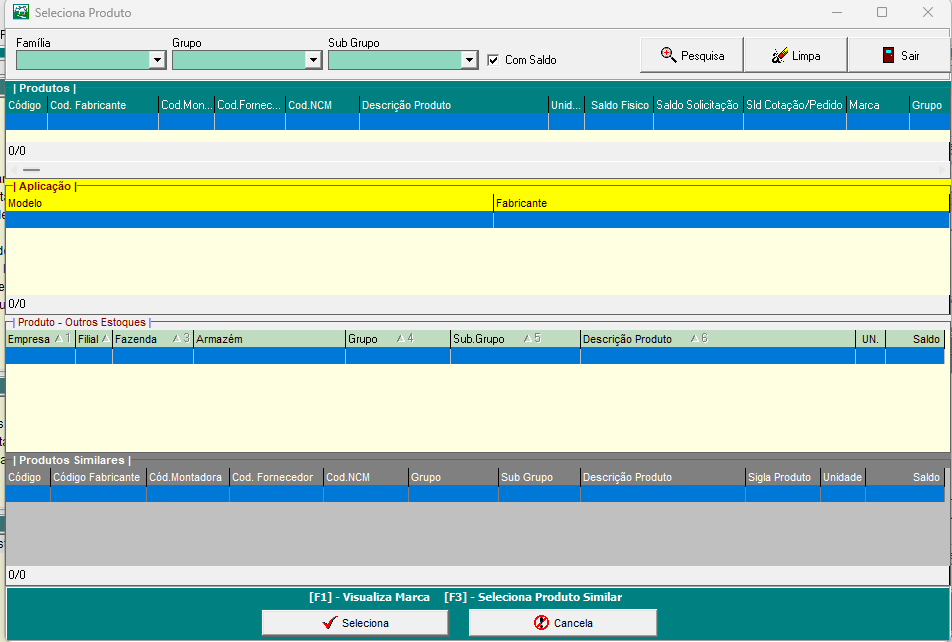 Seleciona Produto
Família Grupo Sub Grupo
Com Saldo Pesquisa Limpa Sair
| Produtos |
Código Cod. Fabricante Cod.Mon... Cod.Fornec... Cod.NCM Descrição Produto Unid... Saldo Fisico Saldo Solicitação Sld Cotação/Pedido Marca Grupo
0/0
| Aplicação |
Modelo Fabricante
0/0
| Produto - Outros Estoques |
Empresa 1 Filial Fazenda 3 Armazém Grupo 4 Sub.Grupo 5 Descrição Produto 6 UN. Saldo
| Produtos Similares |
Código Código Fabricante Cód.Montadora Cod. Fornecedor Cod.NCM Grupo Sub Grupo Descrição Produto Sigla Produto Unidade Saldo
0/0
[F1] - Visualiza Marca [F3] - Seleciona Produto Similar
Seleciona Cancela